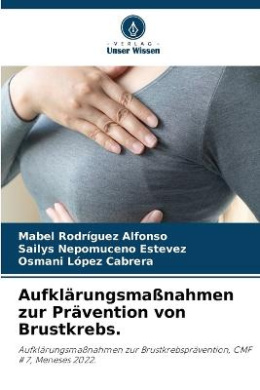 VERLAG
Unser Wissen
Mabel Rodríguez Alfonso
Sailys Nepomuceno Estevez
Osmani López Cabrera
Aufklärungsmaßnahmen
zur Prävention von
Brustkrebs.
Aufklärungsmaßnahmen zur Brustkrebsprävention, CMF
# 7, Meneses 2022.